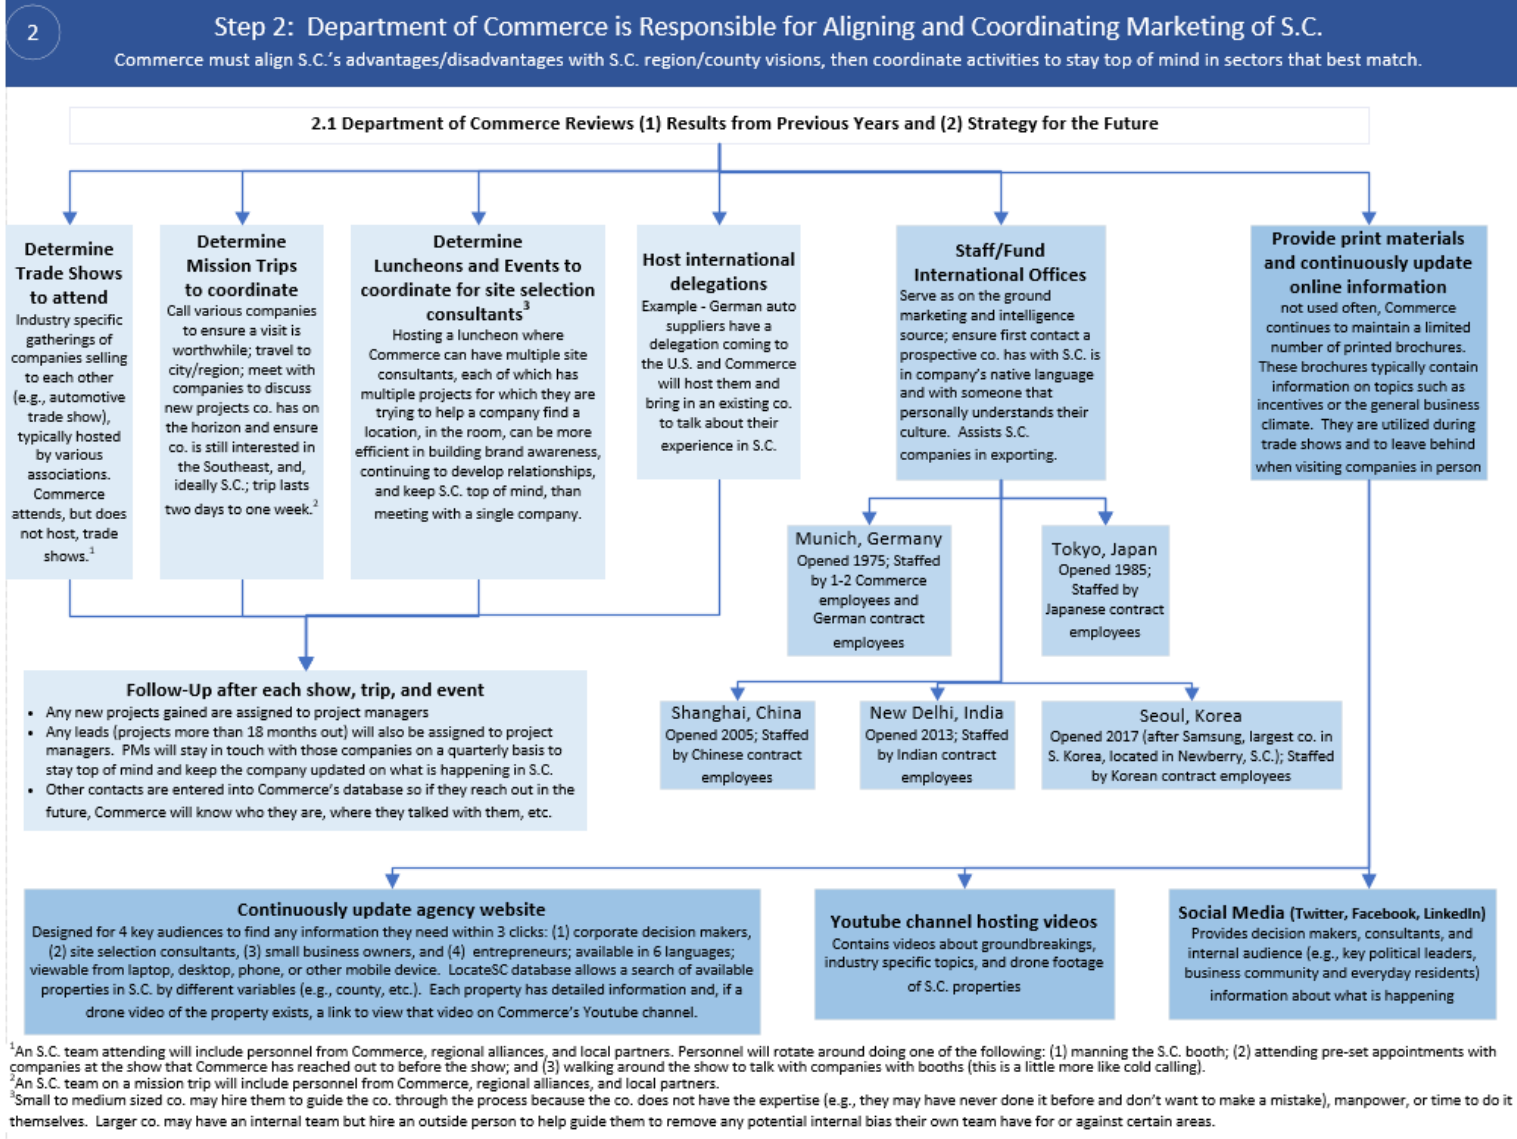 2
Step 2:  Department of Commerce is Responsible for Aligning and Coordinating Marketing of S.C.
Commerce must align S.C.'s advantages/disadvantages with S.C. region/county visions, then coordinate activities to stay top of mind in sectors that best match.
2.1 Department of Commerce Reviews (1) Results from Previous Years and (2) Strategy for the Future
Determine
Trade Shows
to attend
Industry specific
gatherings of
companies selling
to each other
(e.g., automotive
trade show),
typically hosted
by various
associations.
Commerce
attends, but does
not host, trade
shows.1
Determine
Mission Trips
to coordinate
Call various companies
to ensure a visit is
worthwhile; travel to
city/region; meet with
companies to discuss
new projects co. has on
the horizon and ensure
co. is still interested in
the Southeast, and,
ideally S.C.; trip lasts
two days to one week.2
Determine
Luncheons and Events to
coordinate for site selection
consultants3
Hosting a luncheon where
Commerce can have multiple site
consultants, each of which has
multiple projects for which they are
trying to help a company find a
location, in the room, can be more
efficient in building brand awareness,
continuing to develop relationships,
and keep S.C. top of mind, than
meeting with a single company.
Host international
delegations
Example - German auto
suppliers have a
delegation coming to
the U.S. and Commerce
will host them and
bring in an existing co.
to talk about their
experience in S.C.
Staff/Fund
International Offices
Serve as on the ground
marketing and intelligence
source; ensure first contact a
prospective co. has with S.C. is
in company's native language
and with someone that
personally understands their
culture.  Assists S.C.
companies in exporting.
Provide print materials
and continuously update
online information
not used often, Commerce
continues to maintain a limited
number of printed brochures.
These brochures typically contain
information on topics such as
incentives or the general business
climate.  They are utilized during
trade shows and to leave behind
when visiting companies in person
Munich, Germany
Opened 1975; Staffed
by 1-2 Commerce
employees and
German contract
employees
Tokyo, Japan
Opened 1985;
Staffed by
Japanese contract
employees
Follow-Up after each show, trip, and event
• Any new projects gained are assigned to project managers
• Any leads (projects more than 18 months out) will also be assigned to project
managers.  PMs will stay in touch with those companies on a quarterly basis to
stay top of mind and keep the company updated on what is happening in S.C.
• Other contacts are entered into Commerce's database so if they reach out in the
future, Commerce will know who they are, where they talked with them, etc.
Shanghai, China
Opened 2005; Staffed
by Chinese contract
employees
New Delhi, India
Opened 2013; Staffed
by Indian contract
employees
Seoul, Korea
Opened 2017 (after Samsung, largest co. in
S. Korea, located in Newberry, S.C.); Staffed
by Korean contract employees
Continuously update agency website
Designed for 4 key audiences to find any information they need within 3 clicks: (1) corporate decision makers,
(2) site selection consultants, (3) small business owners, and (4)  entrepreneurs; available in 6 languages;
viewable from laptop, desktop, phone, or other mobile device.  LocateSC database allows a search of available
properties in S.C. by different variables (e.g., county, etc.).  Each property has detailed information and, if a
drone video of the property exists, a link to view that video on Commerce's Youtube channel.
Youtube channel hosting videos
Contains videos about groundbreakings,
industry specific topics, and drone footage
of S.C. properties
Social Media (Twitter, Facebook, LinkedIn)
Provides decision makers, consultants, and
internal audience (e.g., key political leaders,
business community and everyday residents)
information about what is happening
1An S.C. team attending will include personnel from Commerce, regional alliances, and local partners. Personnel will rotate around doing one of the following: (1) manning the S.C. booth; (2) attending pre-set appointments with
companies at the show that Commerce has reached out to before the show; and (3) walking around the show to talk with companies with booths (this is a little more like cold calling).
2An S.C. team on a mission trip will include personnel from Commerce, regional alliances, and local partners.
3Small to medium sized co. may hire them to guide the co. through the process because the co. does not have the expertise (e.g., they may have never done it before and don't want to make a mistake), manpower, or time to do it
themselves.  Larger co. may have an internal team but hire an outside person to help guide them to remove any potential internal bias their own team have for or against certain areas.